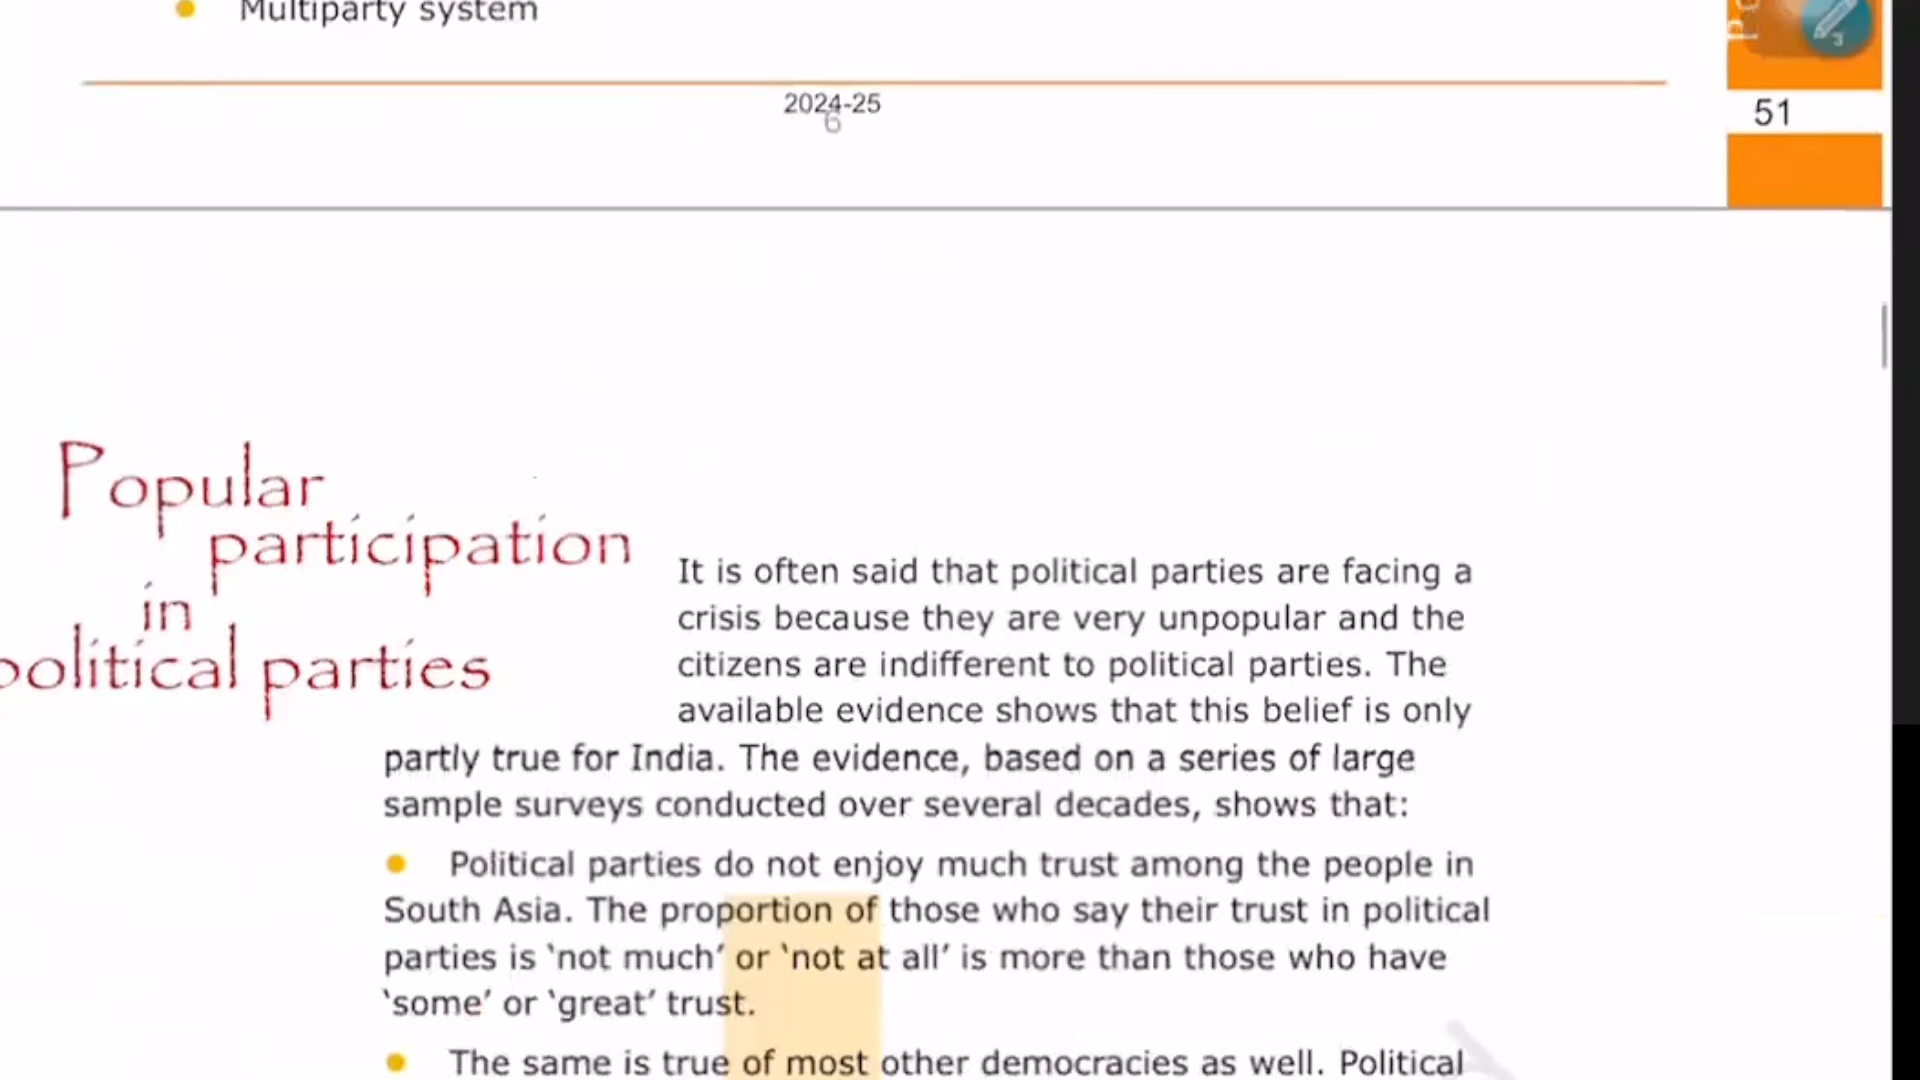 Multiparty system
2024-25
6
51
3
Popular
participation
in
political parties
It is often said that political parties are facing a
crisis because they are very unpopular and the
citizens are indifferent to political parties. The
available evidence shows that this belief is only
partly true for India. The evidence, based on a series of large
sample surveys conducted over several decades, shows that:
Political parties do not enjoy much trust among the people in
South Asia. The proportion of those who say their trust in political
parties is ‘not much’ or ‘not at all’ is more than those who have
‘some’ or ‘great’ trust.
The same is true of most other democracies as well. Political